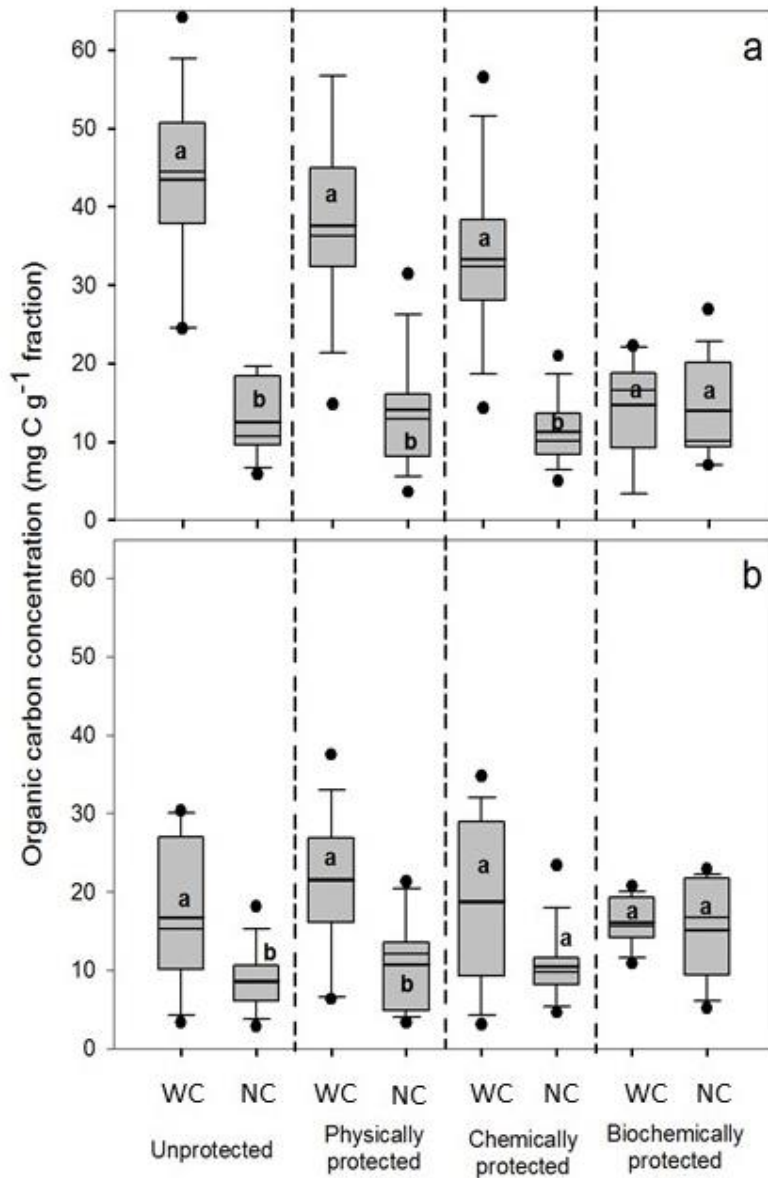 Organic carbon concentration (mg C g⁻¹ fraction)
a
60
50
40
30
20
10
0
a
b
a
b
a
b
a
a
b
60
50
40
30
20
10
0
a
b
a
b
a
a
a
a
WC NC WC NC WC NC WC NC
Unprotected
Physically
protected
Chemically
protected
Biochemically
protected